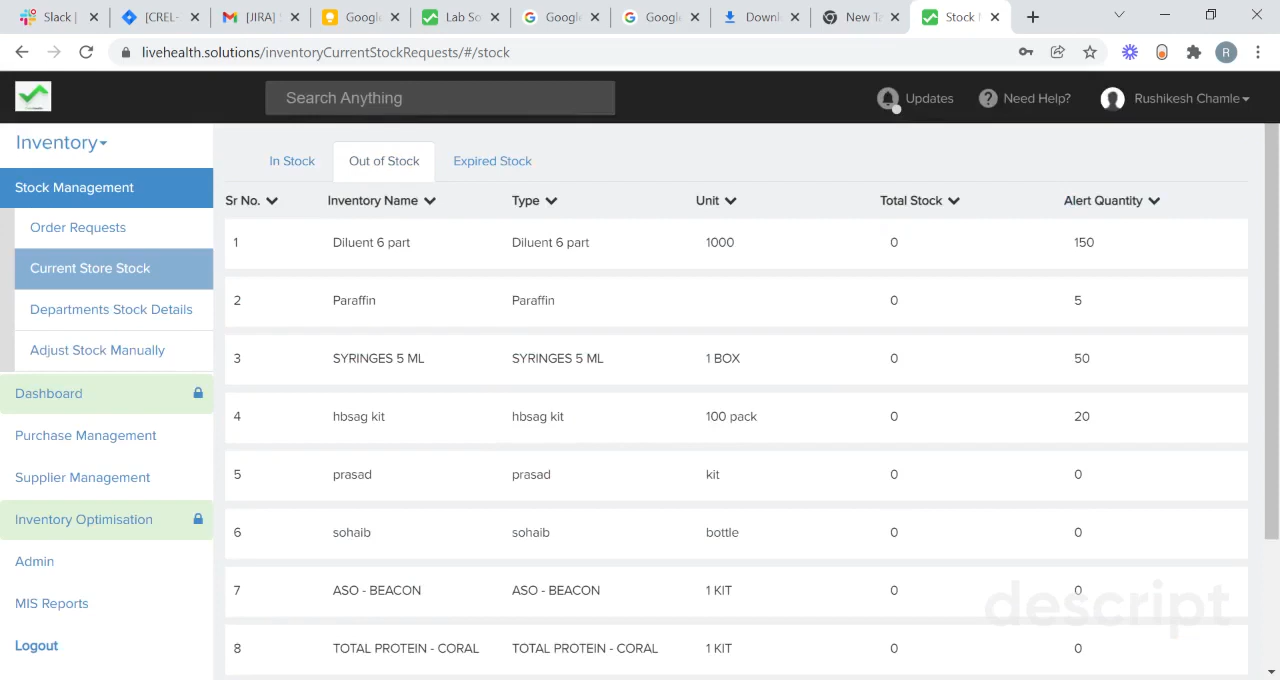 Slack |
[CREL-
[JIRA]
Googl
Lab So
Googl
Googl
Downl
New Ta
Stock
livehealth.solutions/inventoryCurrentStockRequests/#/stock
R
Search Anything
Updates
Need Help?
Rushikesh Chamle
Inventory
Stock Management
Order Requests
Current Store Stock
Departments Stock Details
Adjust Stock Manually
Dashboard
Purchase Management
Supplier Management
Inventory Optimisation
Admin
MIS Reports
Logout
In Stock Out of Stock Expired Stock
Sr No. Inventory Name Type Unit Total Stock Alert Quantity
1 Diluent 6 part Diluent 6 part 1000 0 150
2 Paraffin Paraffin 0 5
3 SYRINGES 5 ML SYRINGES 5 ML 1 BOX 0 50
4 hbsag kit hbsag kit 100 pack 0 20
5 prasad prasad kit 0 0
6 sohaib sohaib bottle 0 0
7 ASO - BEACON ASO - BEACON 1 KIT 0 0
8 TOTAL PROTEIN - CORAL TOTAL PROTEIN - CORAL 1 KIT 0 0
descript